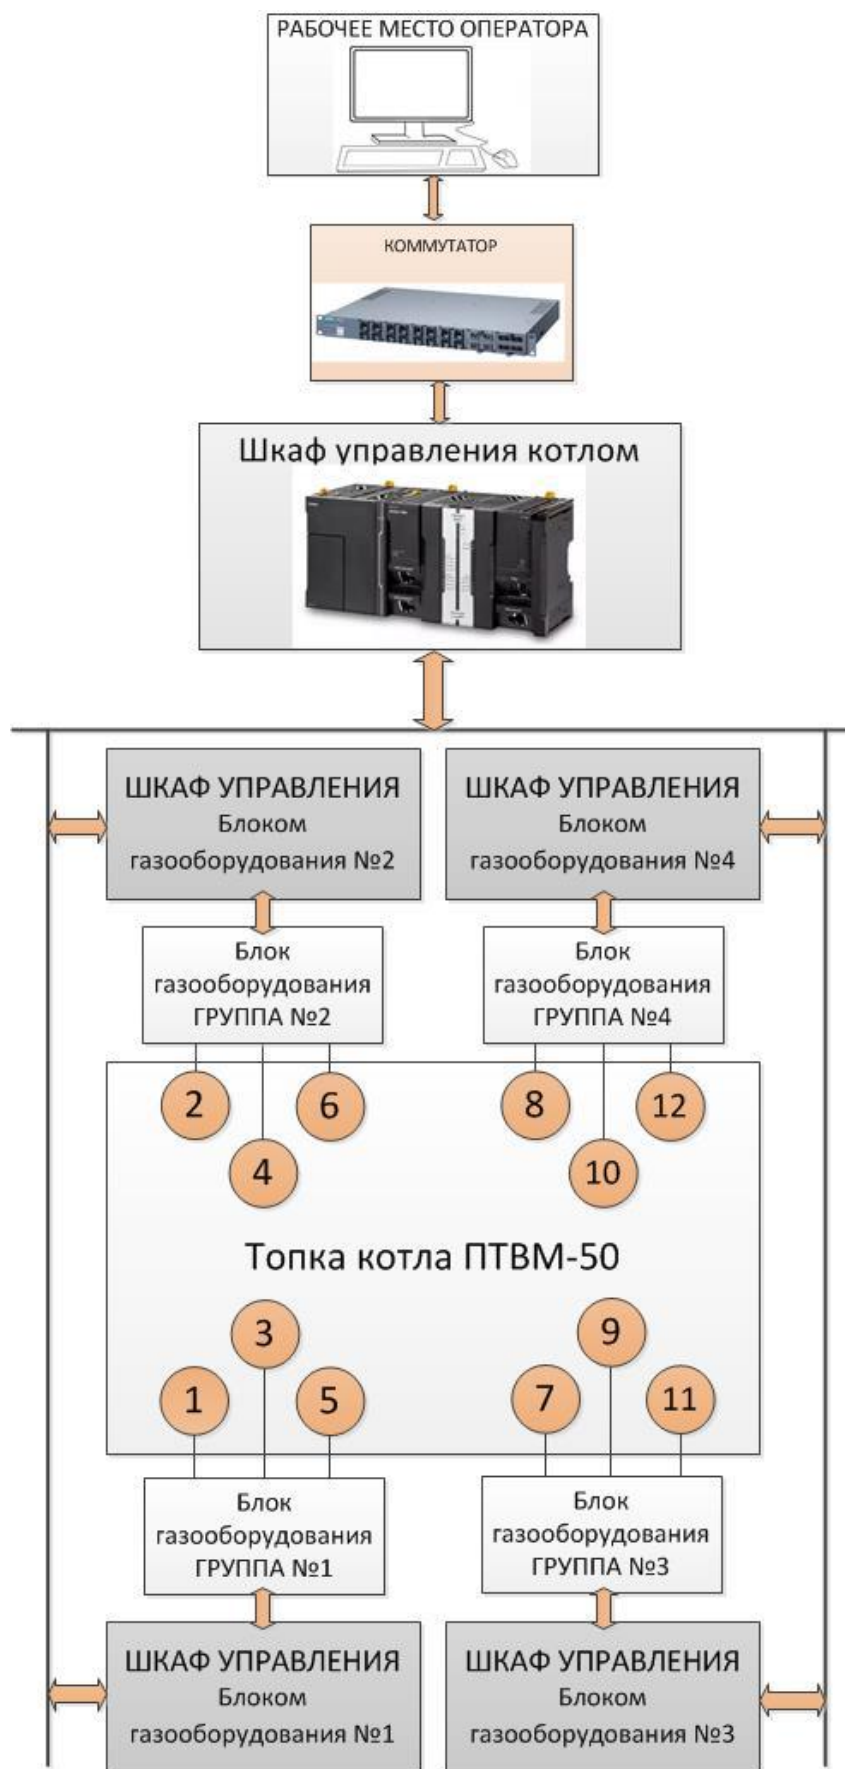 РАБОЧЕЕ МЕСТО ОПЕРАТОРА
КОММУТАТОР
Шкаф управления котлом
ШКАФ УПРАВЛЕНИЯ
Блоком
газооборудования №2
ШКАФ УПРАВЛЕНИЯ
Блоком
газооборудования №4
Блок
газооборудования
ГРУППА №2
Блок
газооборудования
ГРУППА №4
2
6
8
12
4
10
Топка котла ПТВМ-50
3
9
1
5
7
11
Блок
газооборудования
ГРУППА №1
Блок
газооборудования
ГРУППА №3
ШКАФ УПРАВЛЕНИЯ
Блоком
газооборудования №1
ШКАФ УПРАВЛЕНИЯ
Блоком
газооборудования №3